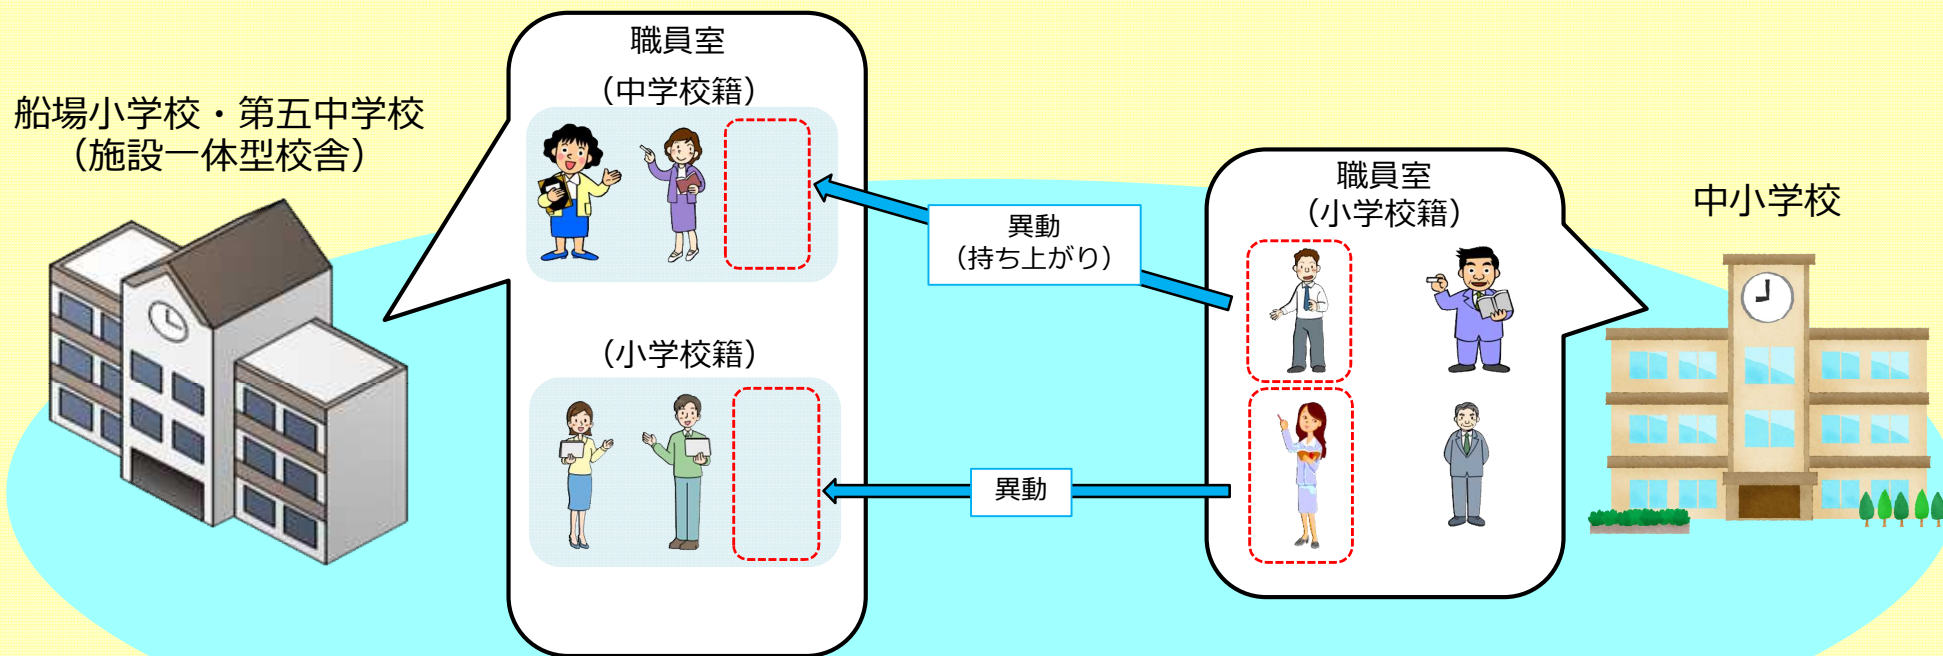 船場小学校・第五中学校
（施設一体型校舎）
職員室
（中学校籍）
（小学校籍）
異動
（持ち上がり）
異動
職員室
（小学校籍）
中小学校